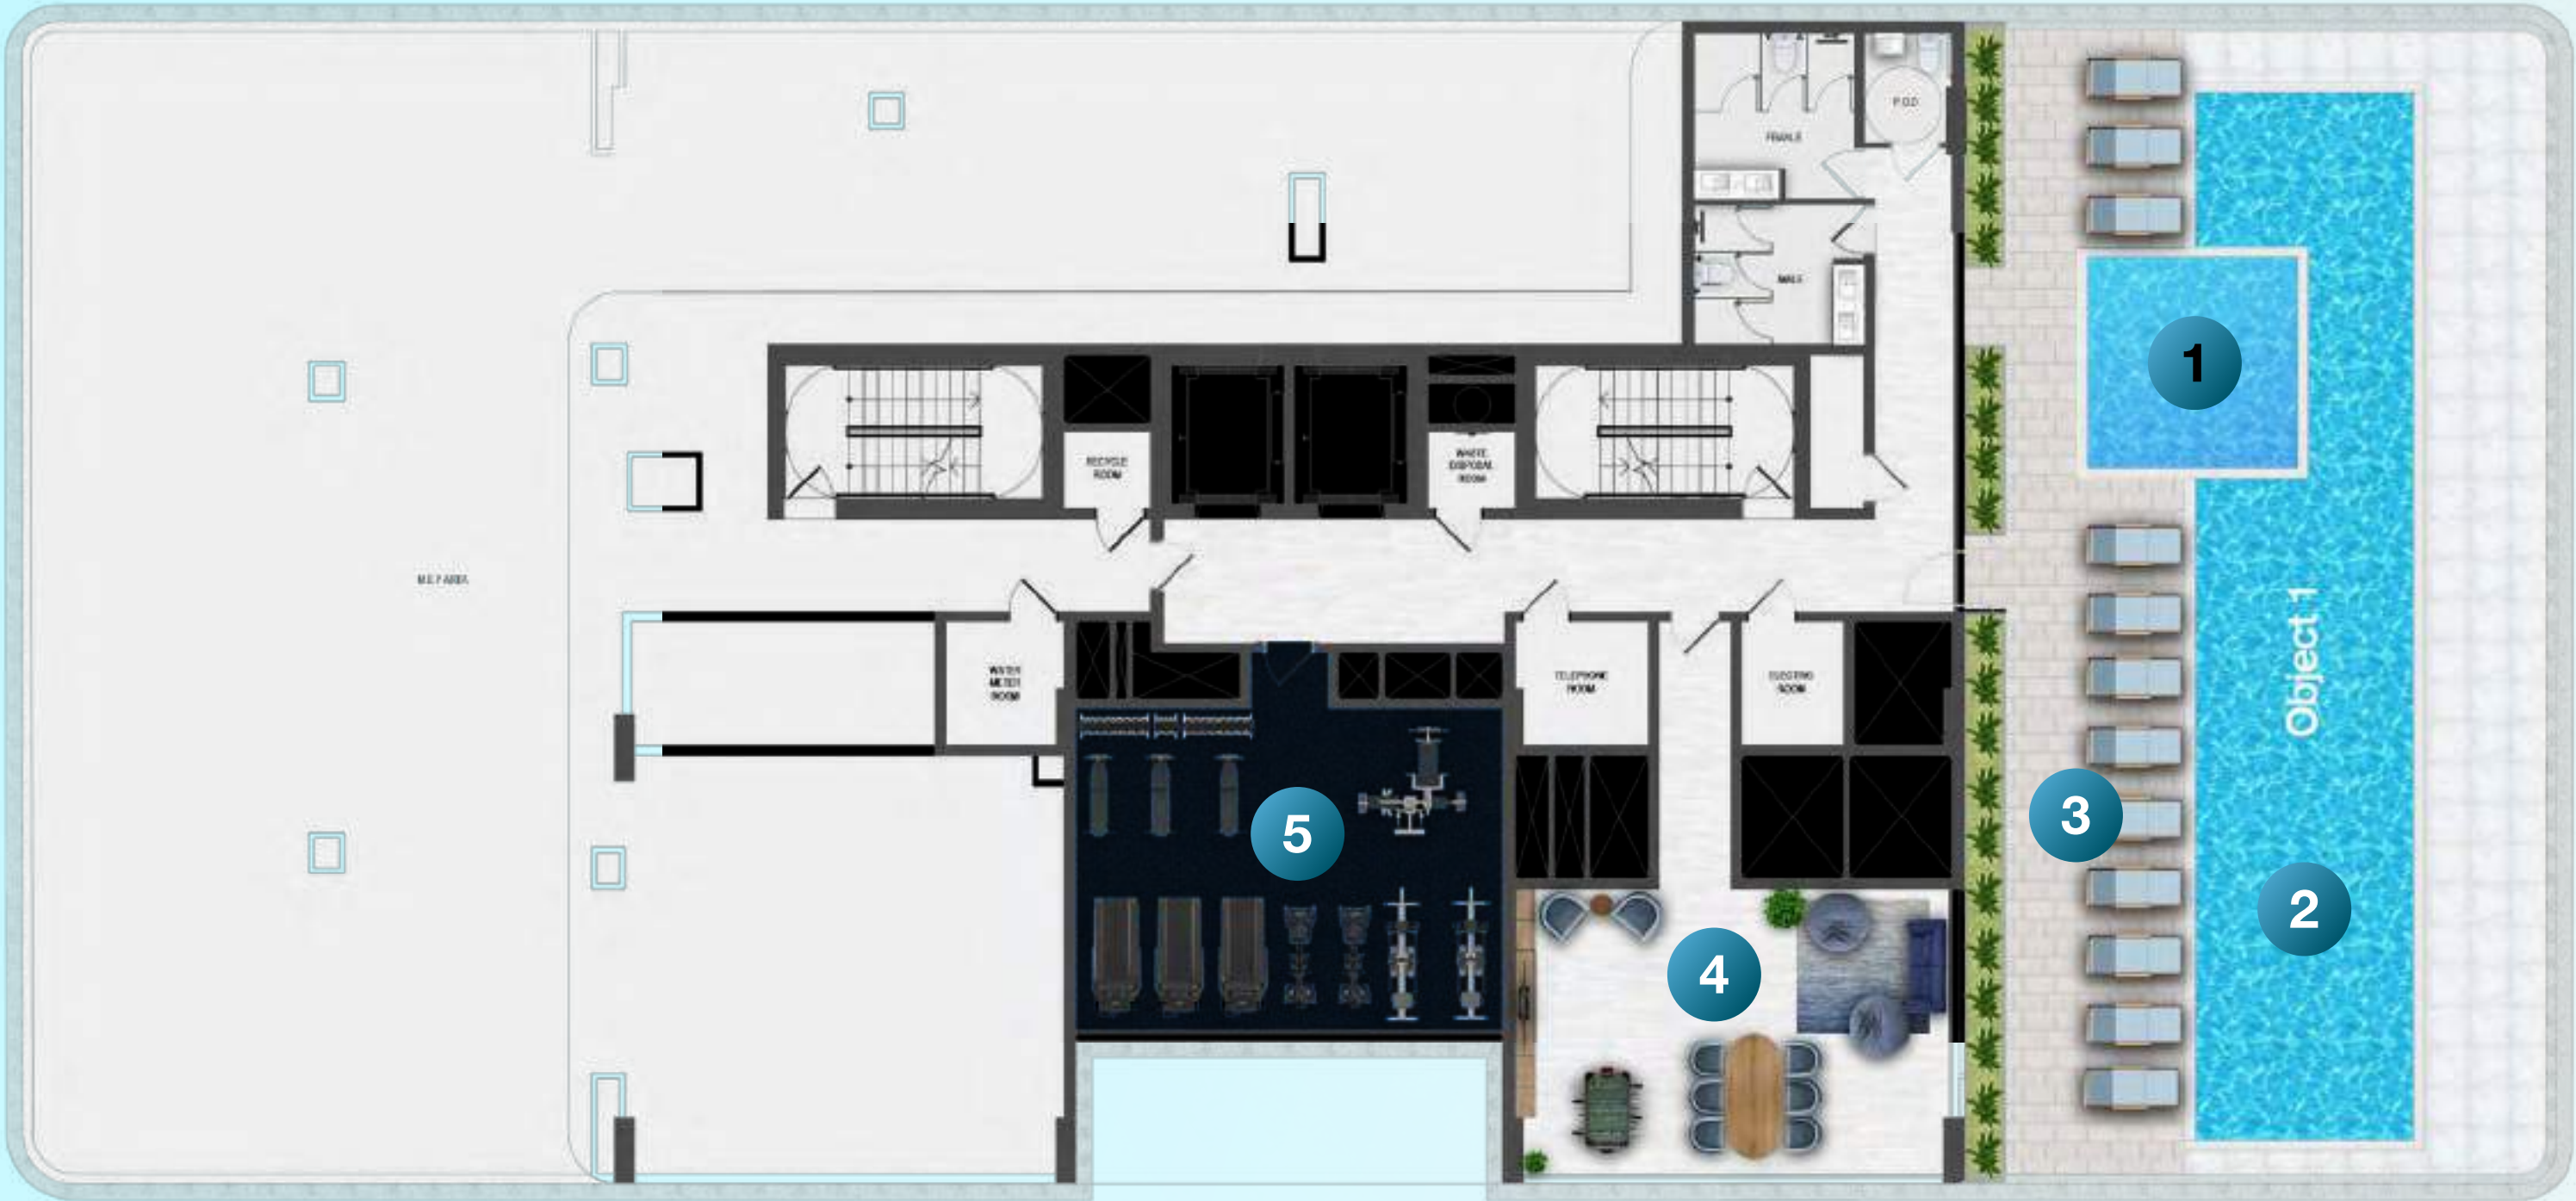 P.O.D
FEMALE
MALE
1
RECYCLE
ROOM
WASTE
DISPOSAL
ROOM
M.E.P AREA
Object 1
WATER
METER
ROOM
TELEPHONE
ROOM
ELECTRIC
ROOM
3
5
2
4